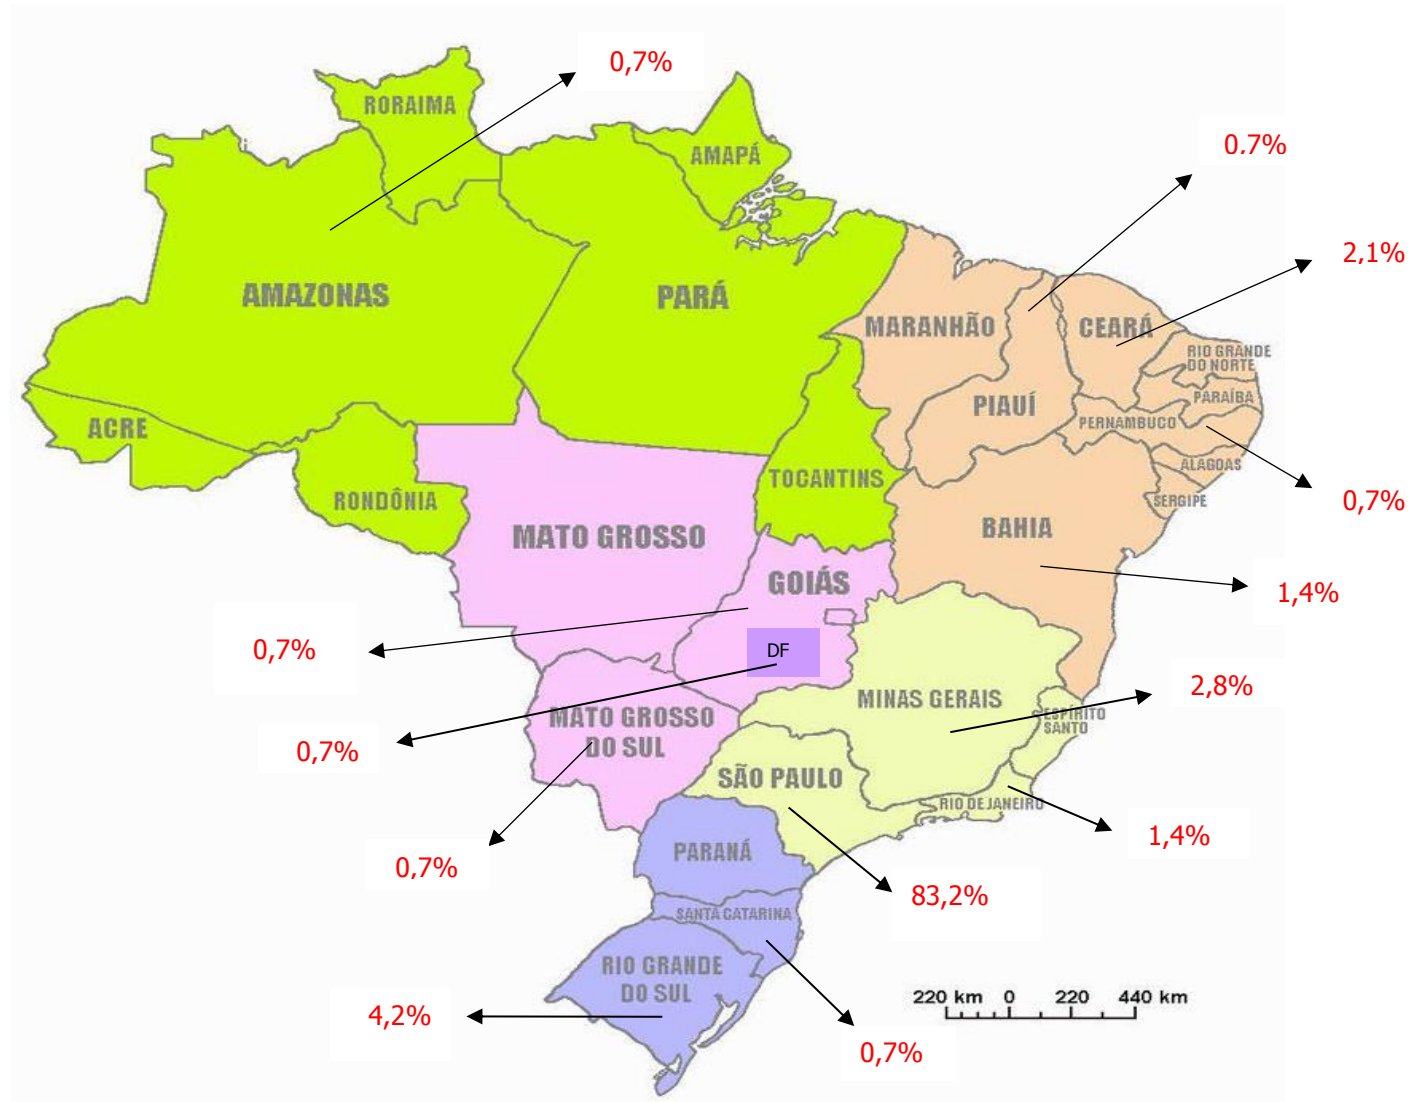 0,7%
RORAIMA
0.7%
AMAPÁ
2,1%
AMAZONAS
PARÁ
MARANHÃO
CEARÁ
RIO GRANDE
DO NORTE
PARAÍBA
PIAUÍ
PERNAMBUCO
ACRE
ALAGOAS
TOCANTINS
SERGIPE
0,7%
RONDÔNIA
MATO GROSSO
BAHIA
GOIÁS
1,4%
0,7%
DF
2,8%
MINAS GERAIS
ESPÍRITO
SANTO
MATO GROSSO
DO SUL
0,7%
SÃO PAULO
RIO DE JANEIRO
1,4%
PARANÁ
0,7%
83,2%
SANTA CATARINA
RIO GRANDE
DO SUL
220 km 0 220 440 km
4,2%
0,7%